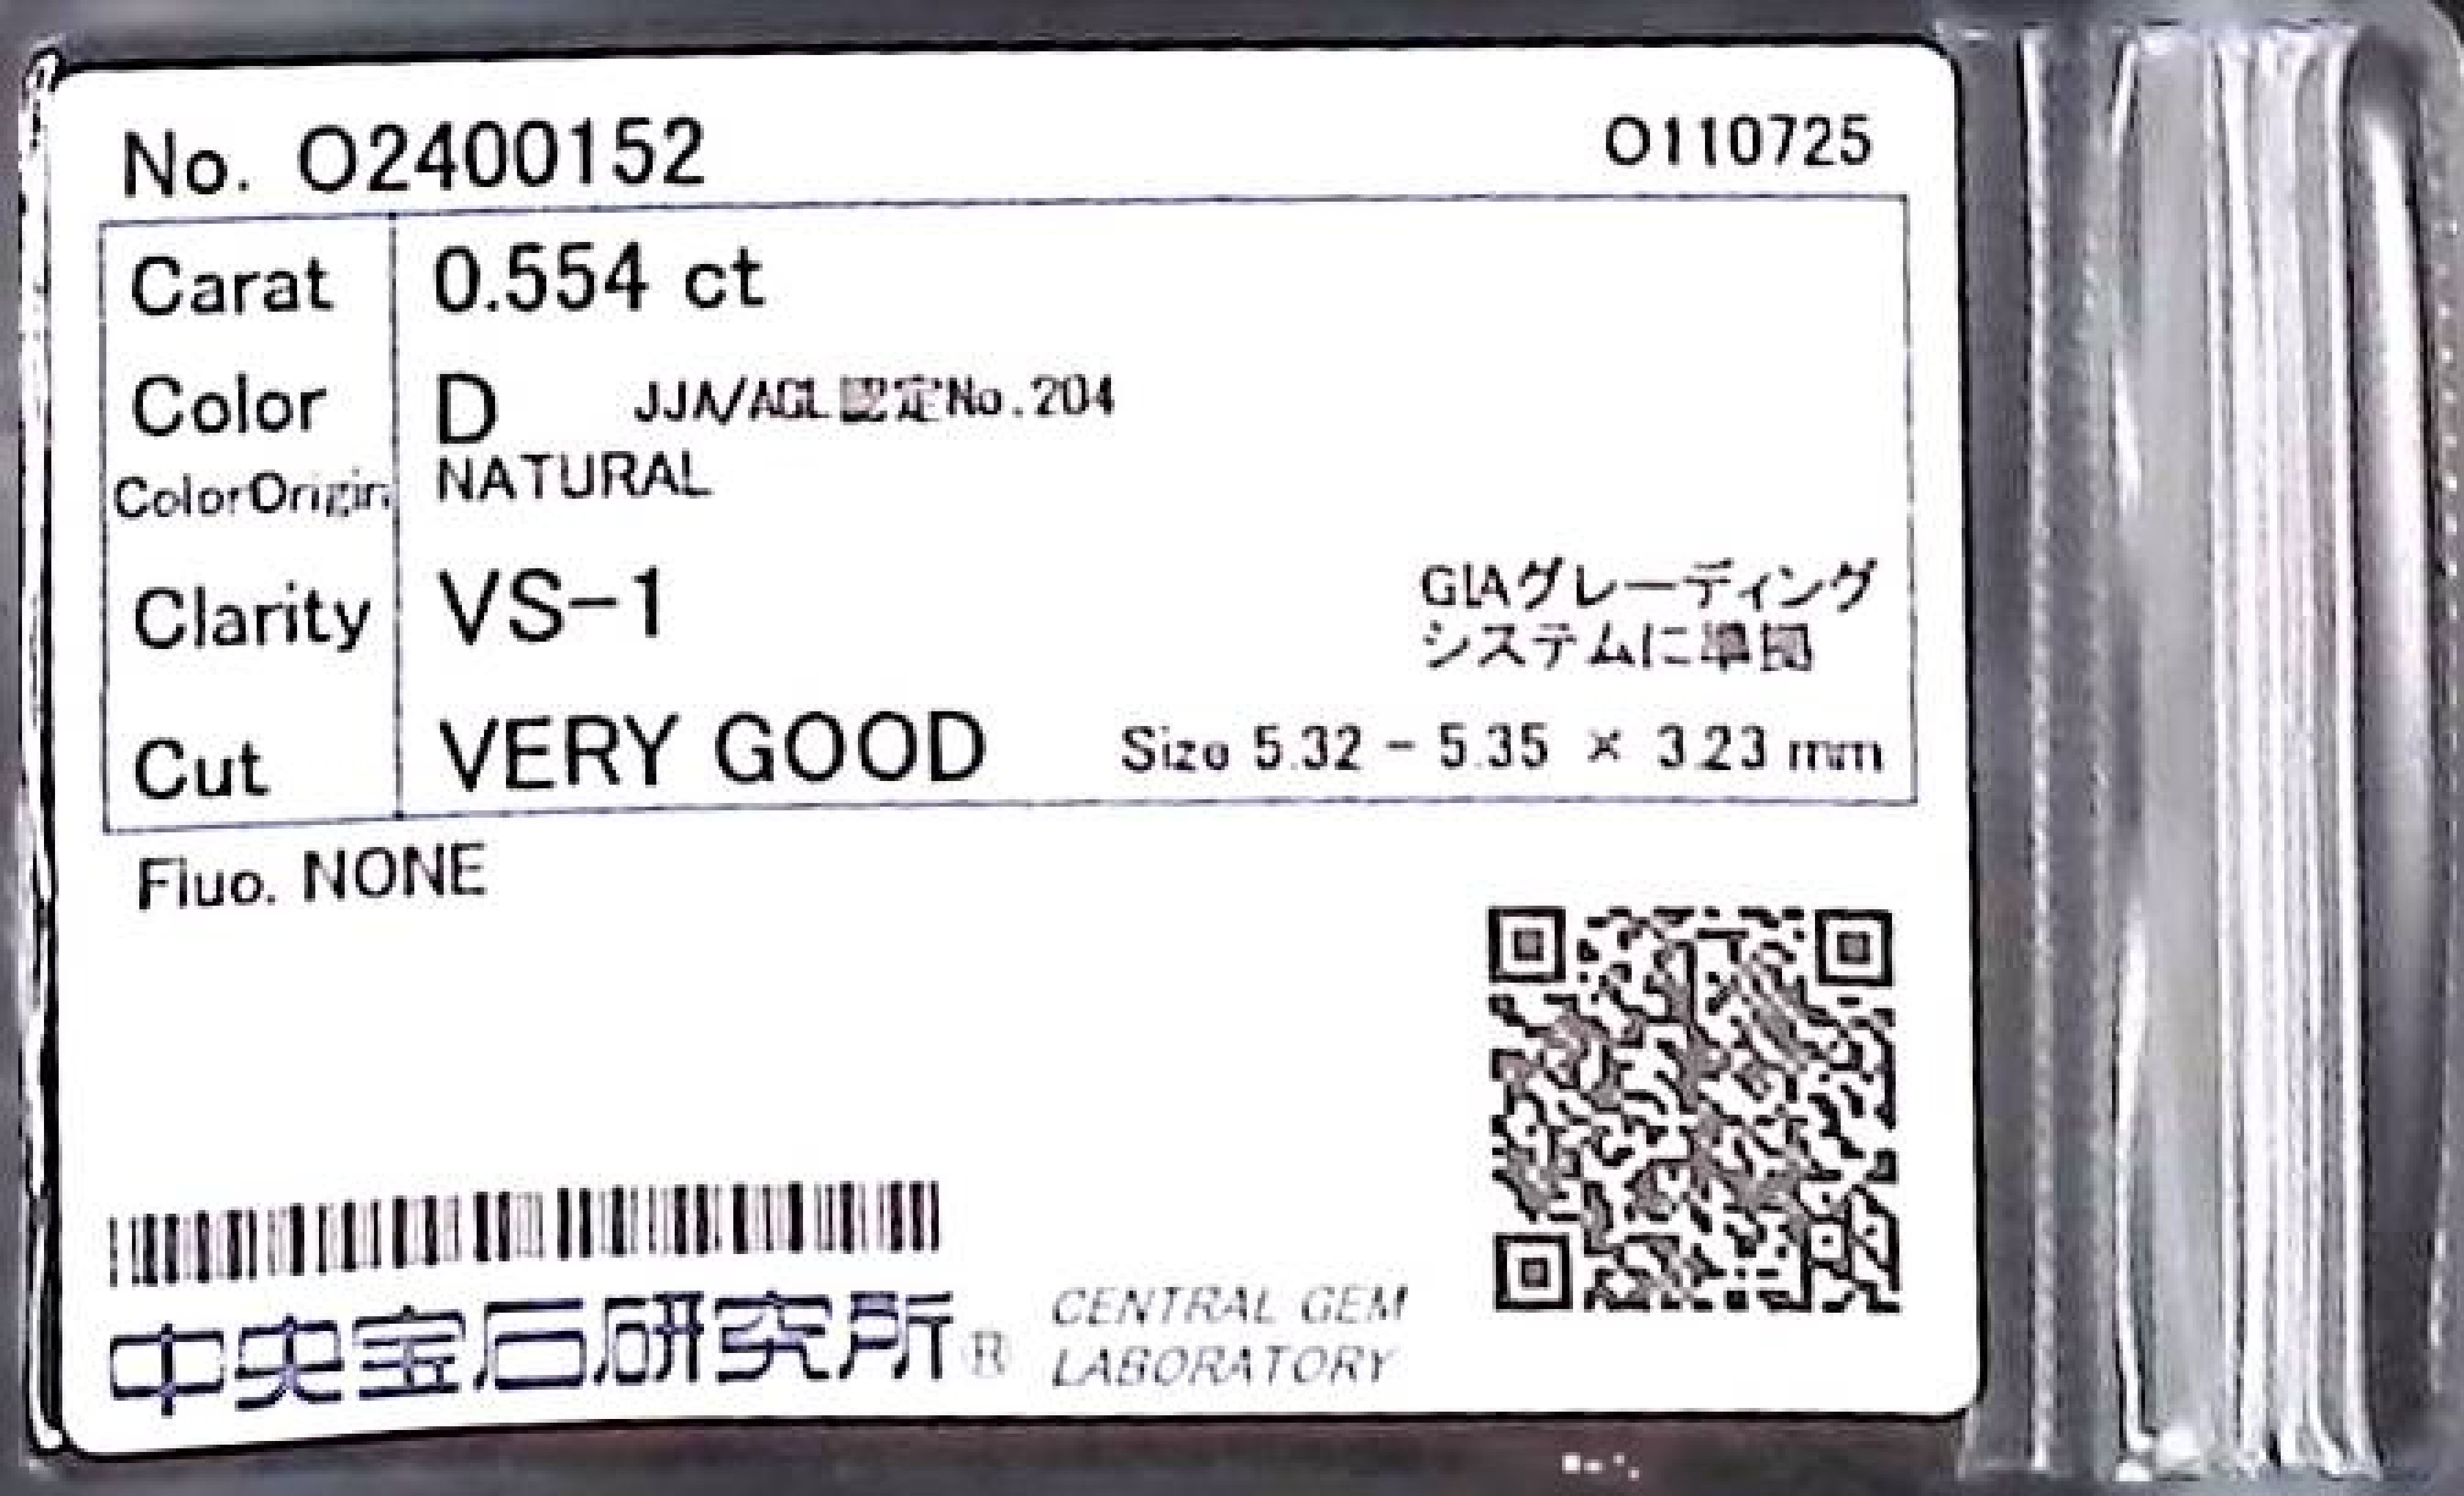 No. O2400152 O110725
Carat 0.554 ct
Color D JJA/AGL認定No.204
ColorOrigin NATURAL
Clarity VS-1 GIAグレーディング
システムに準拠
Cut VERY GOOD Size 5.32 - 5.35 × 3.23 mm
Fluo. NONE
中央宝石研究所® CENTRAL GEM
LABORATORY